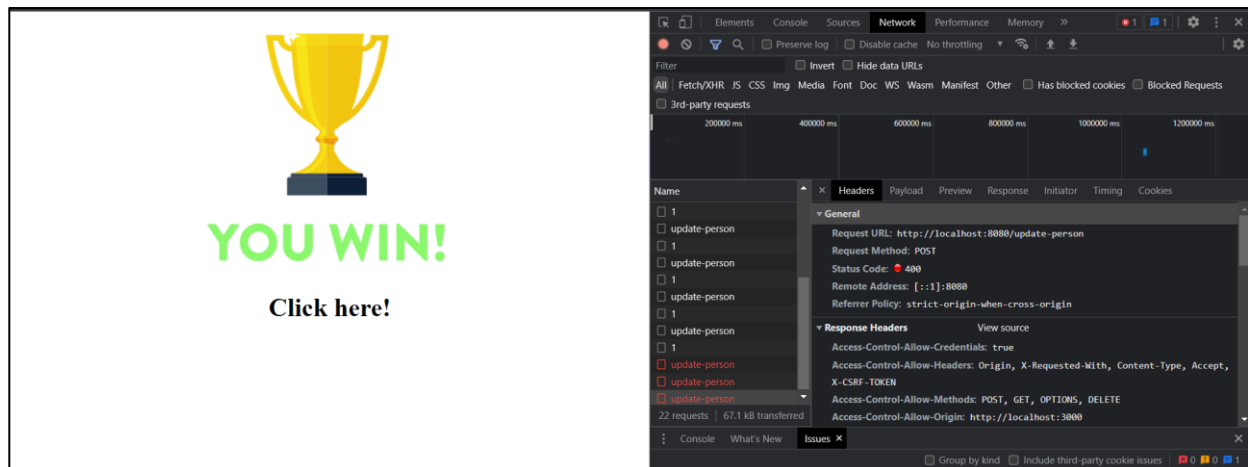 YOU WIN!
Click here!
Elements Console Sources Network Performance Memory » 1 1
Preserve log Disable cache No throttling
Filter Invert Hide data URLs
All Fetch/XHR JS CSS Img Media Font Doc WS Wasm Manifest Other Has blocked cookies Blocked Requests
3rd-party requests
200000 ms 400000 ms 600000 ms 800000 ms 1000000 ms 1200000 ms
Name
1
update-person
1
update-person
1
update-person
1
update-person
1
update-person
update-person
update-person
22 requests 67.1 kB transferred
× Headers Payload Preview Response Initiator Timing Cookies
General
Request URL: http://localhost:8080/update-person
Request Method: POST
Status Code: 400
Remote Address: [::1]:8080
Referrer Policy: strict-origin-when-cross-origin
Response Headers View source
Access-Control-Allow-Credentials: true
Access-Control-Allow-Headers: Origin, X-Requested-With, Content-Type, Accept,
X-CSRF-TOKEN
Access-Control-Allow-Methods: POST, GET, OPTIONS, DELETE
Access-Control-Allow-Origin: http://localhost:3000
Console What's New Issues ×
Group by kind Include third-party cookie issues 0 0 1